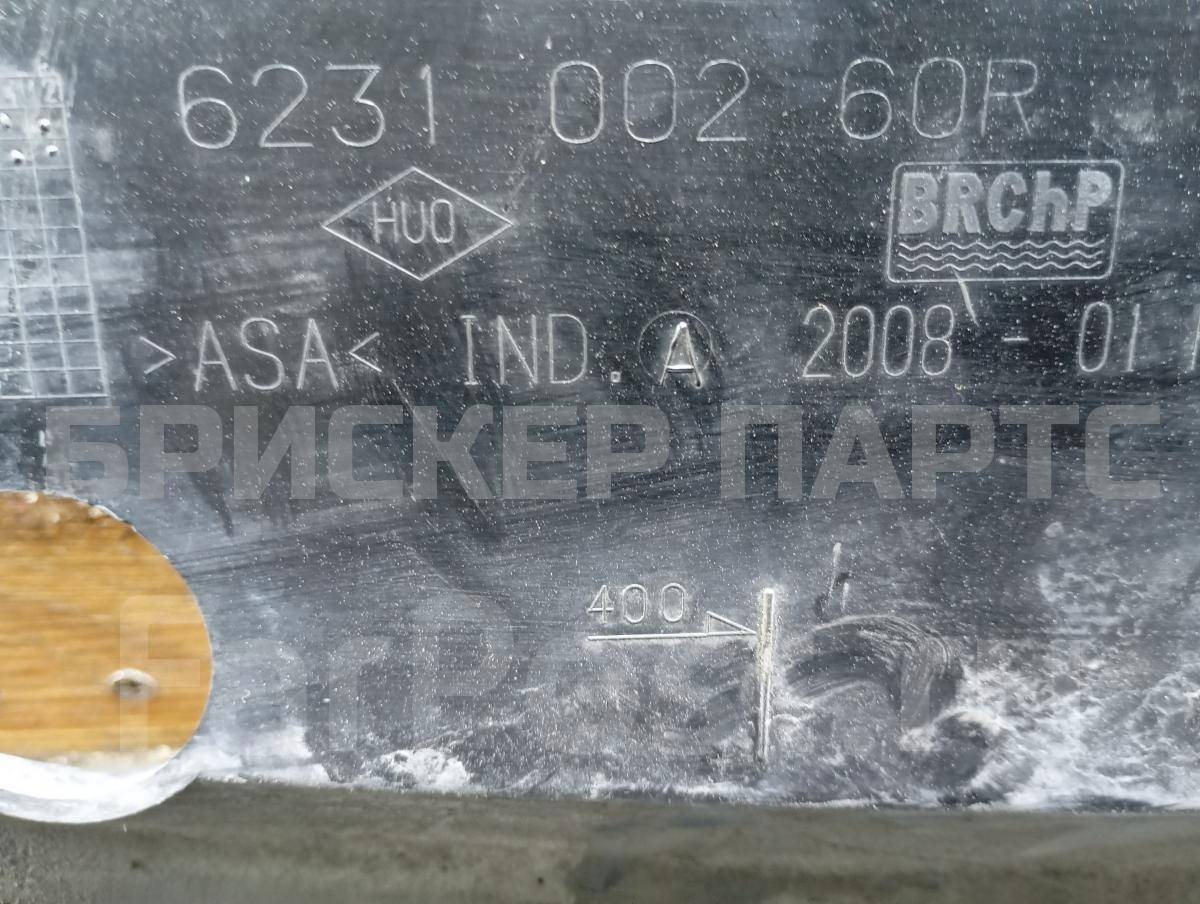 6231 002 60R
HUO
BRChP
>ASA< IND. A 2008 - 01
БРИСКЕР ПАРТС
400